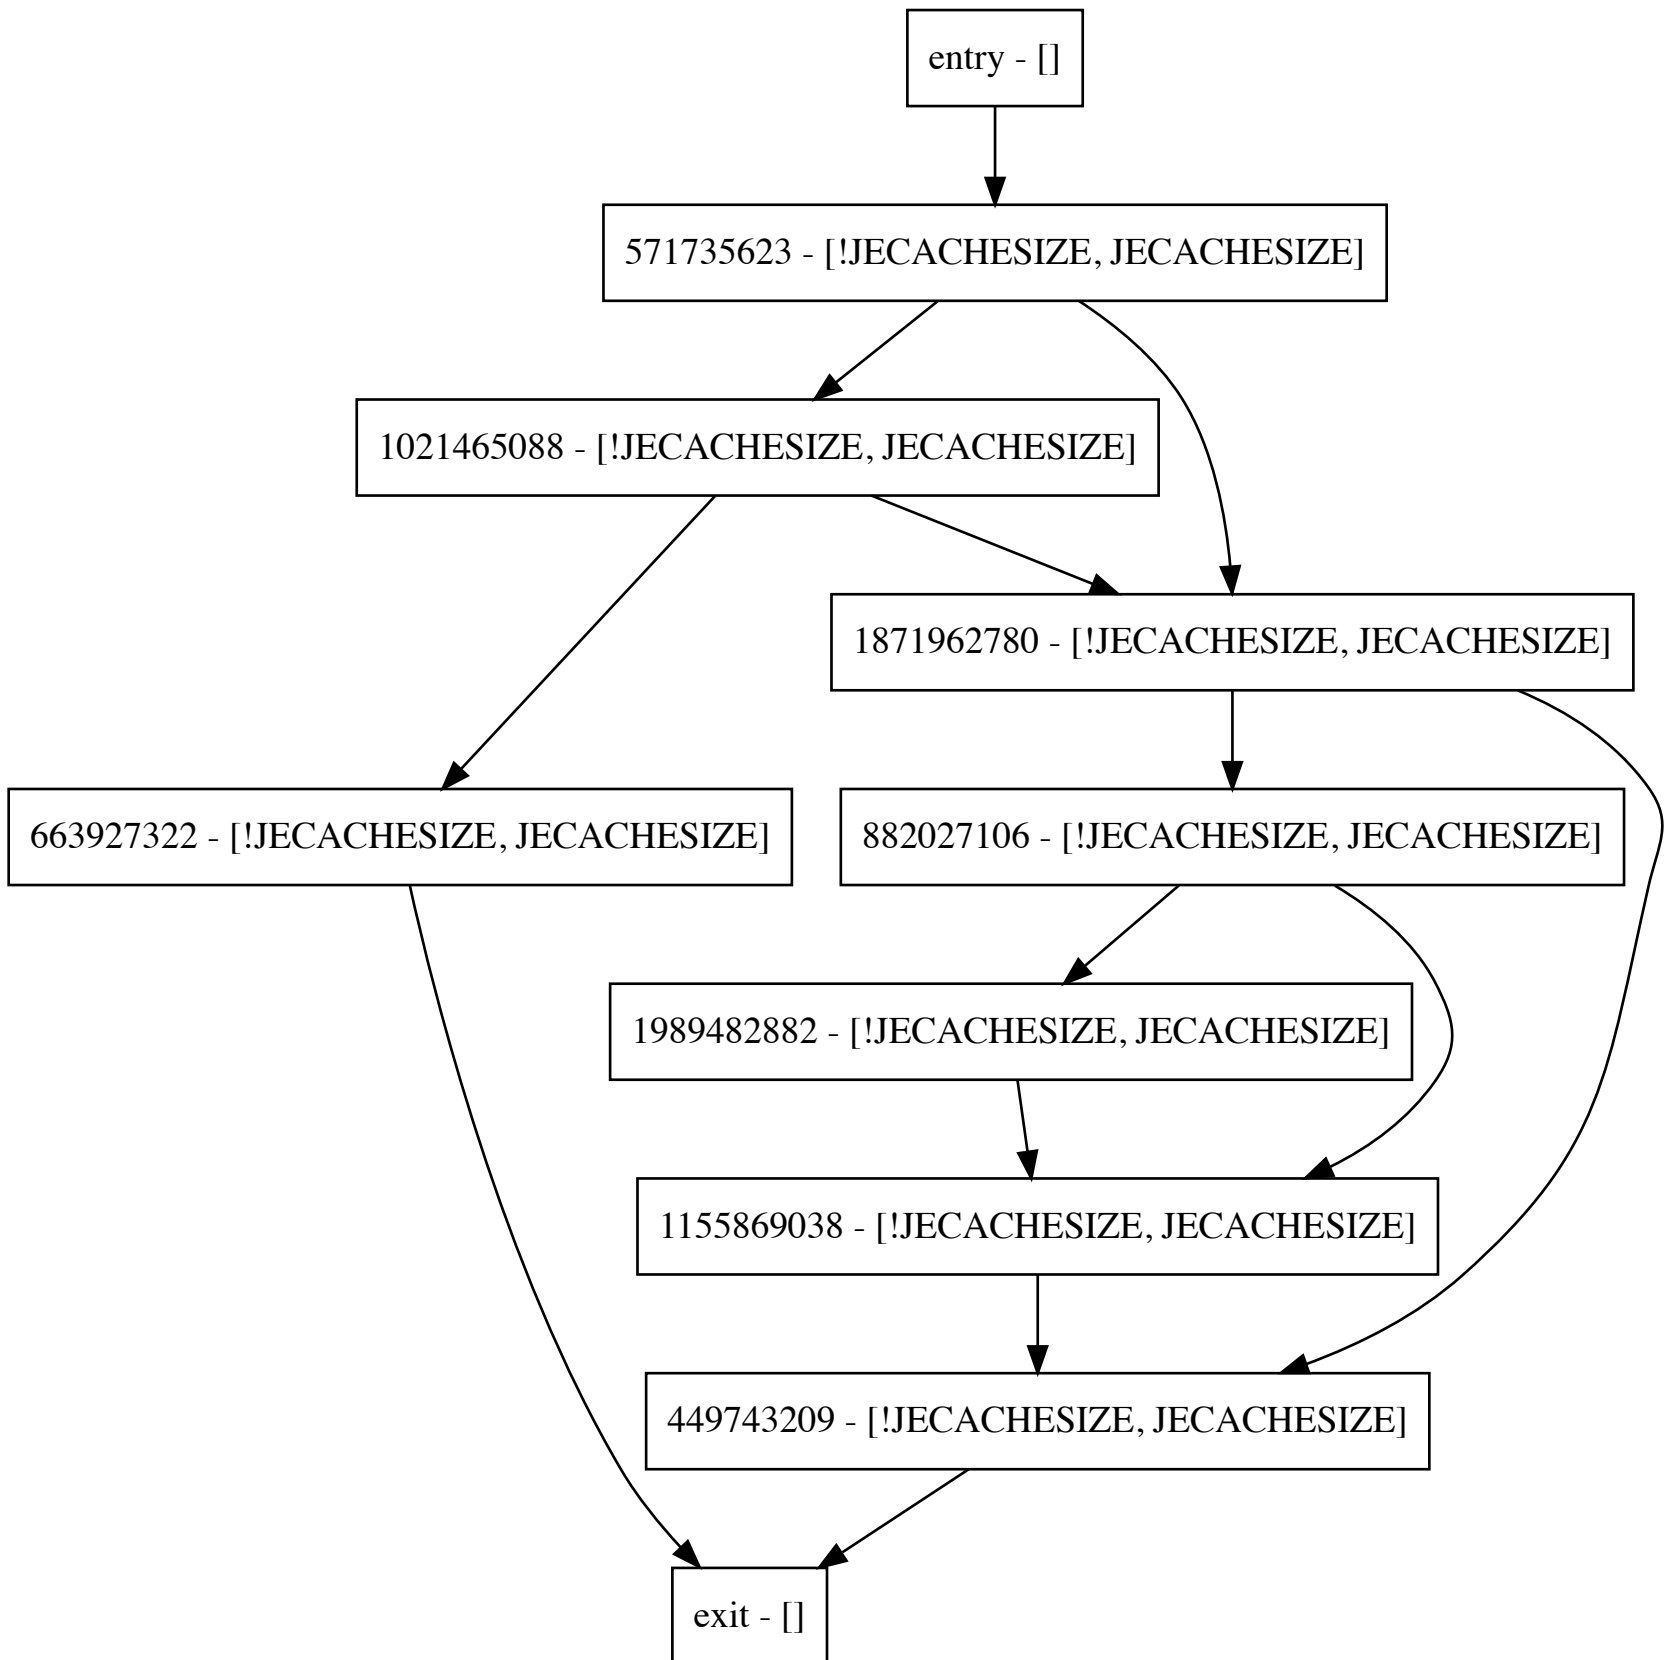 entry - []
571735623 - [!JECACHESIZE, JECACHESIZE]
1021465088 - [!JECACHESIZE, JECACHESIZE]
1871962780 - [!JECACHESIZE, JECACHESIZE]
663927322 - [!JECACHESIZE, JECACHESIZE]
882027106 - [!JECACHESIZE, JECACHESIZE]
1989482882 - [!JECACHESIZE, JECACHESIZE]
1155869038 - [!JECACHESIZE, JECACHESIZE]
449743209 - [!JECACHESIZE, JECACHESIZE]
exit - []